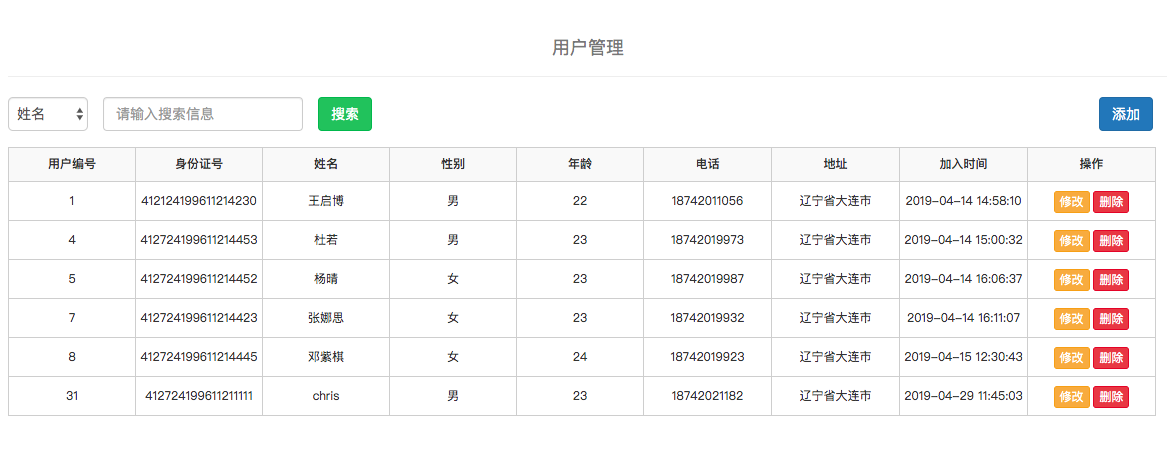 用户管理
姓名 请输入搜索信息 搜索 添加
用户编号 身份证号 姓名 性别 年龄 电话 地址 加入时间 操作
1 412124199611214230 王启博 男 22 18742011056 辽宁省大连市 2019-04-14 14:58:10 修改 删除
4 412724199611214453 杜若 男 23 18742019973 辽宁省大连市 2019-04-14 15:00:32 修改 删除
5 412724199611214452 杨晴 女 23 18742019987 辽宁省大连市 2019-04-14 16:06:37 修改 删除
7 412724199611214423 张娜思 女 23 18742019932 辽宁省大连市 2019-04-14 16:11:07 修改 删除
8 412724199611214445 邓紫棋 女 24 18742019923 辽宁省大连市 2019-04-15 12:30:43 修改 删除
31 412724199611211111 chris 男 23 18742021182 辽宁省大连市 2019-04-29 11:45:03 修改 删除